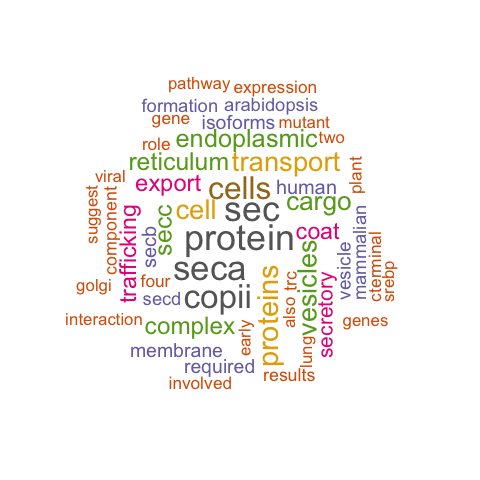 pathway expression
formation arabidopsis
gene isoforms mutant
role endoplasmic two
reticulum transport
viral export cells human plant
suggest component trafficking secb secc cell sec cargo
protein coat vesicle mammalian cterminal srebp
golgi four seca
secd copii proteins also trc vesicles secretory
interaction complex early lung genes
membrane required results
involved